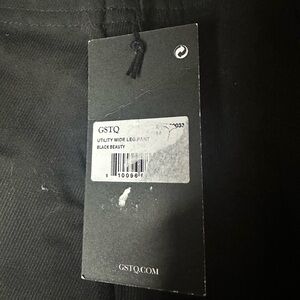 GSTQ
UTILITY WIDE LEG PANT
BLACK BEAUTY
GSTQ.COM